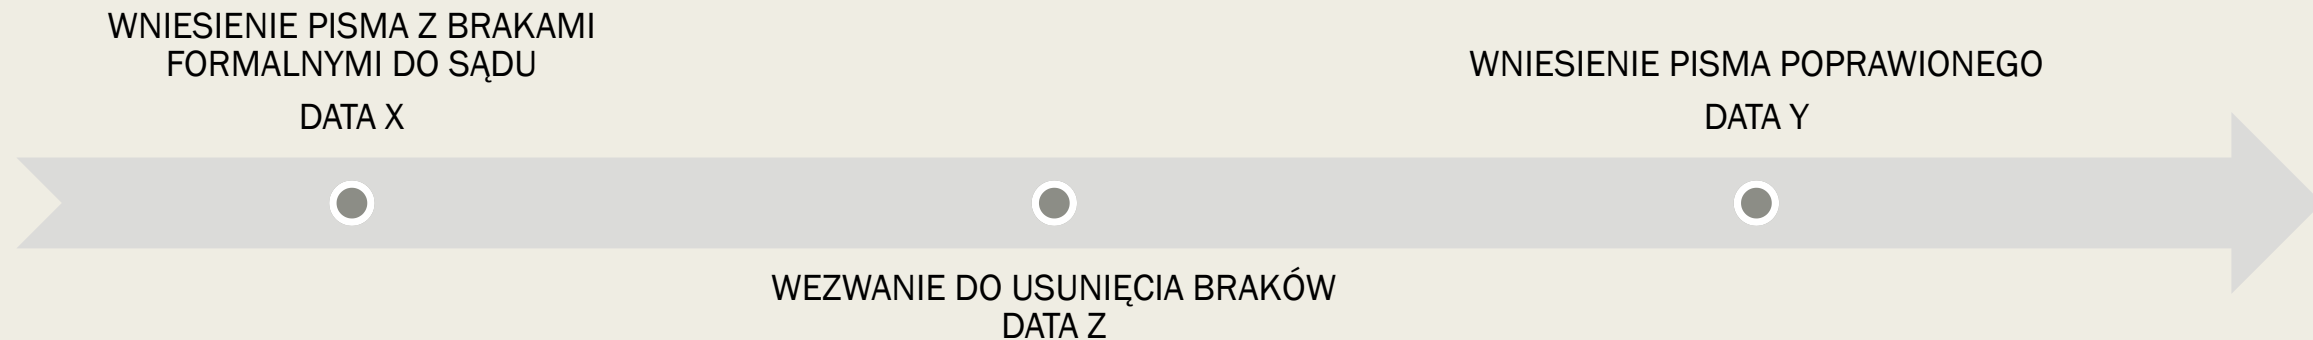 WNIESIENIE PISMA Z BRAKAMI
FORMALNYMI DO SĄDU
DATA X
WEZWANIE DO USUNIĘCIA BRAKÓW
DATA Z
WNIESIENIE PISMA POPRAWIONEGO
DATA Y